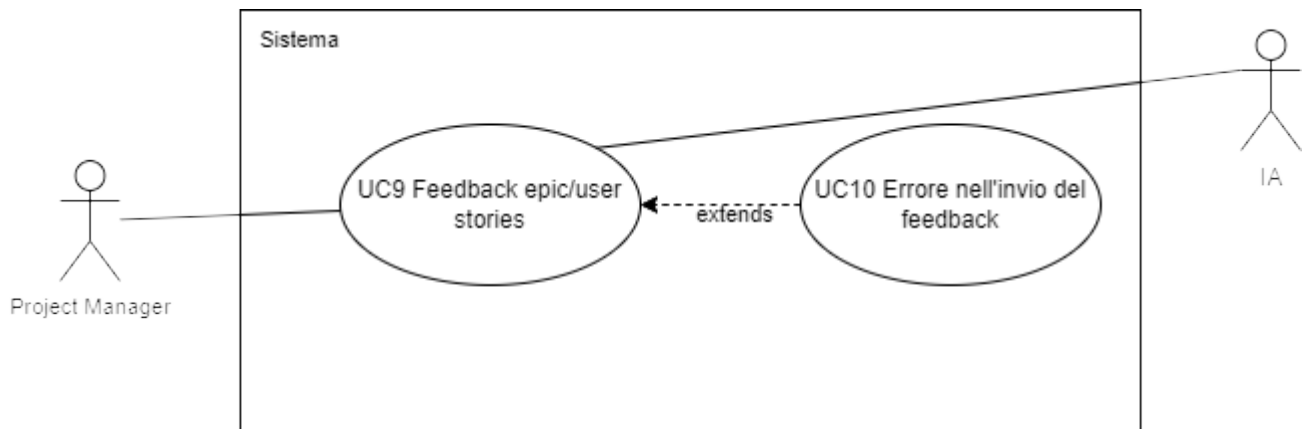 Sistema
IA
UC9 Feedback epic/user
stories
extends
UC10 Errore nell'invio del
feedback
Project Manager